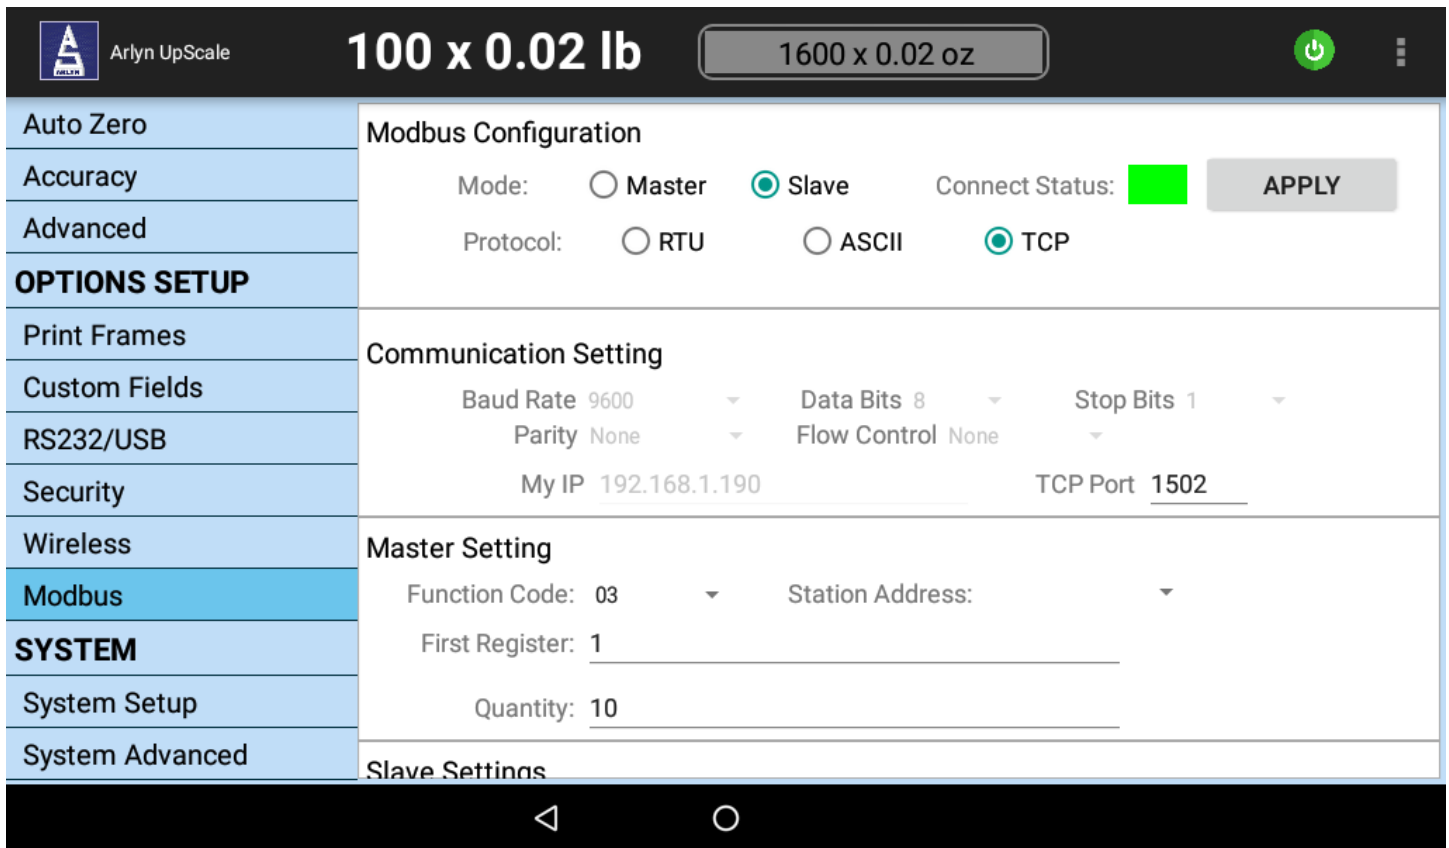 ARLYN Arlyn UpScale 100 x 0.02 lb 1600 x 0.02 oz
Auto Zero
Accuracy
Advanced
OPTIONS SETUP
Print Frames
Custom Fields
RS232/USB
Security
Wireless
Modbus
SYSTEM
System Setup
System Advanced
Modbus Configuration
Mode: Master Slave Connect Status: APPLY
Protocol: RTU ASCII TCP
Communication Setting
Baud Rate 9600 Data Bits 8 Stop Bits 1
Parity None Flow Control None
My IP 192.168.1.190 TCP Port 1502
Master Setting
Function Code: 03 Station Address:
First Register: 1
Quantity: 10
Slave Settings